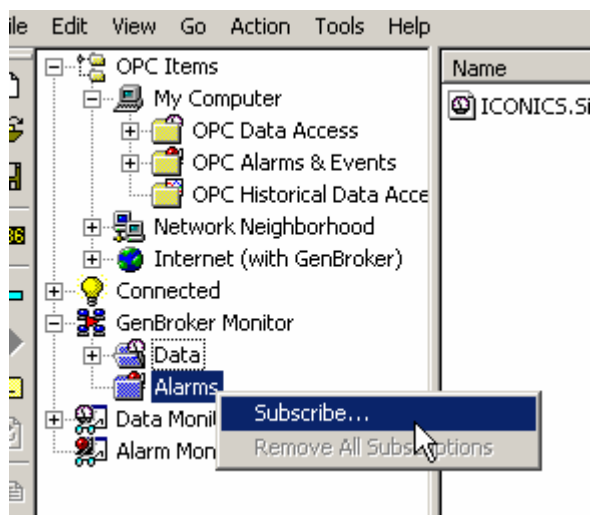 ile Edit View Go Action Tools Help
OPC Items
Name
My Computer
ICONICS.Si
OPC Data Access
OPC Alarms & Events
OPC Historical Data Acce
Network Neighborhood
Internet (with GenBroker)
Connected
GenBroker Monitor
Data
Alarms
Subscribe...
Data Moni
Remove All Subscriptions
Alarm Mon